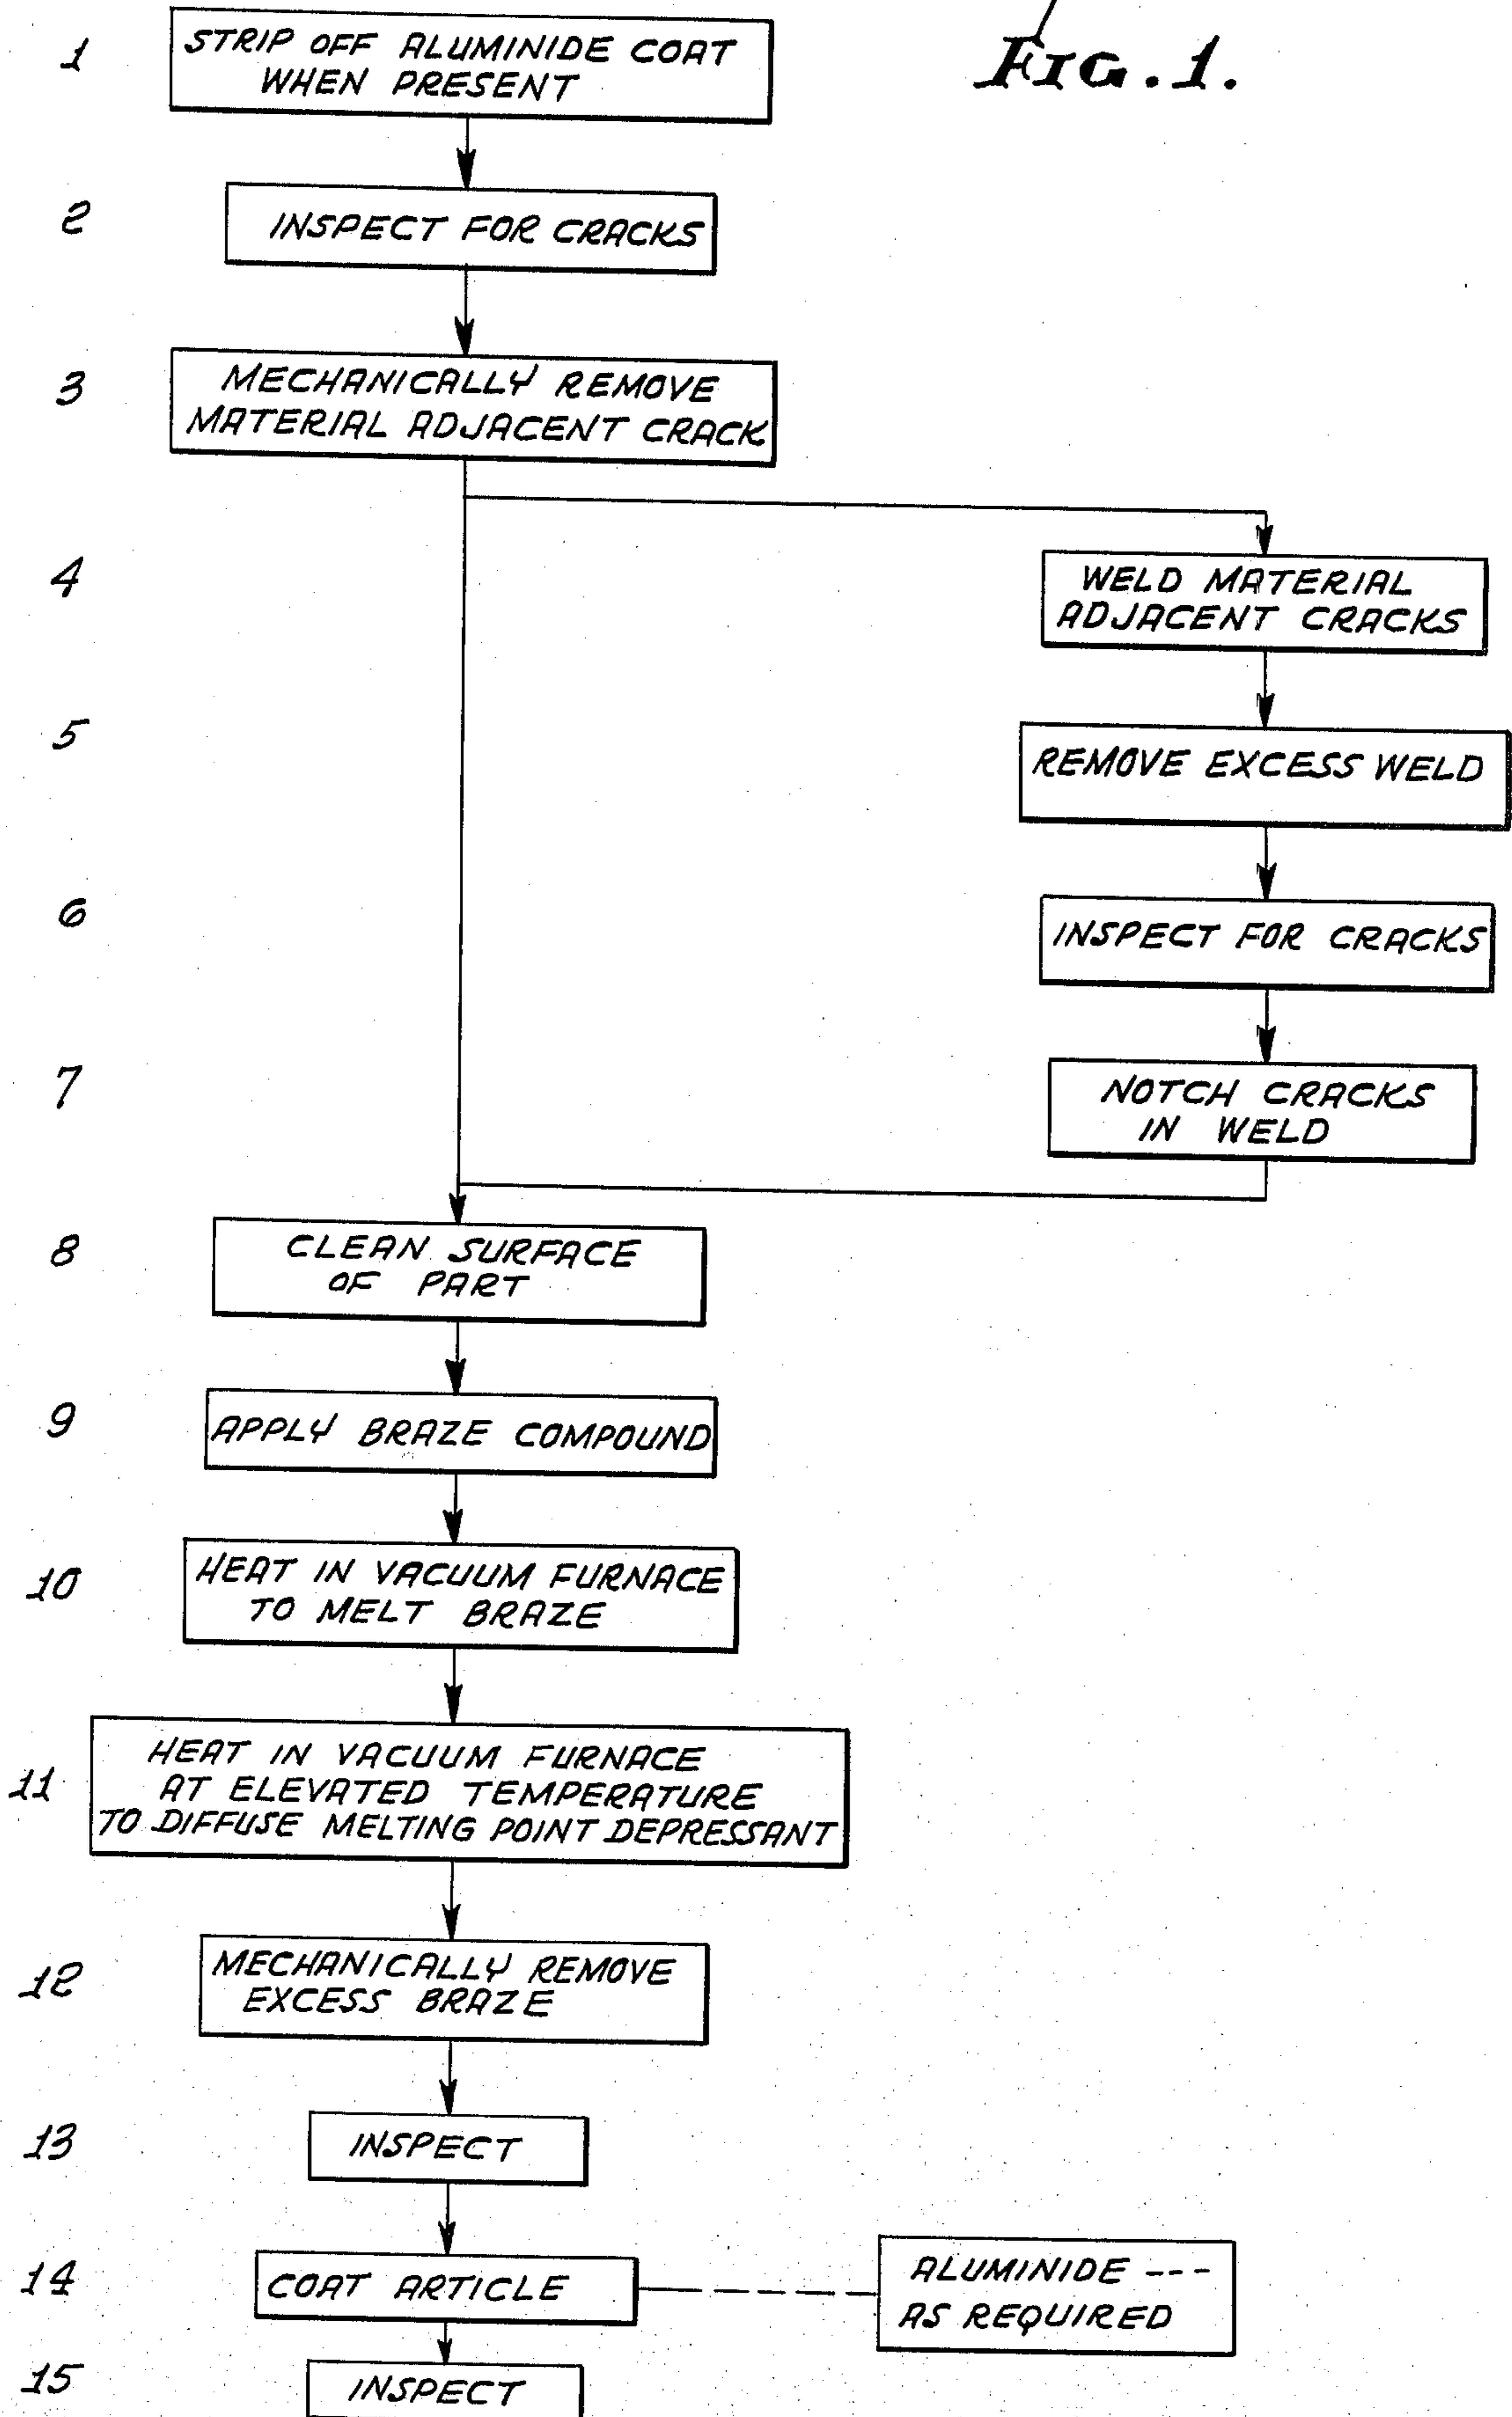 FIG. 1.
1
STRIP OFF ALUMINIDE COAT
WHEN PRESENT
2
INSPECT FOR CRACKS
3
MECHANICALLY REMOVE
MATERIAL ADJACENT CRACK
4
WELD MATERIAL
ADJACENT CRACKS
5
REMOVE EXCESS WELD
6
INSPECT FOR CRACKS
7
NOTCH CRACKS
IN WELD
8
CLEAN SURFACE
OF PART
9
APPLY BRAZE COMPOUND
10
HEAT IN VACUUM FURNACE
TO MELT BRAZE
11
HEAT IN VACUUM FURNACE
AT ELEVATED TEMPERATURE
TO DIFFUSE MELTING POINT DEPRESSANT
12
MECHANICALLY REMOVE
EXCESS BRAZE
13
INSPECT
14
COAT ARTICLE
ALUMINIDE ---
AS REQUIRED
15
INSPECT